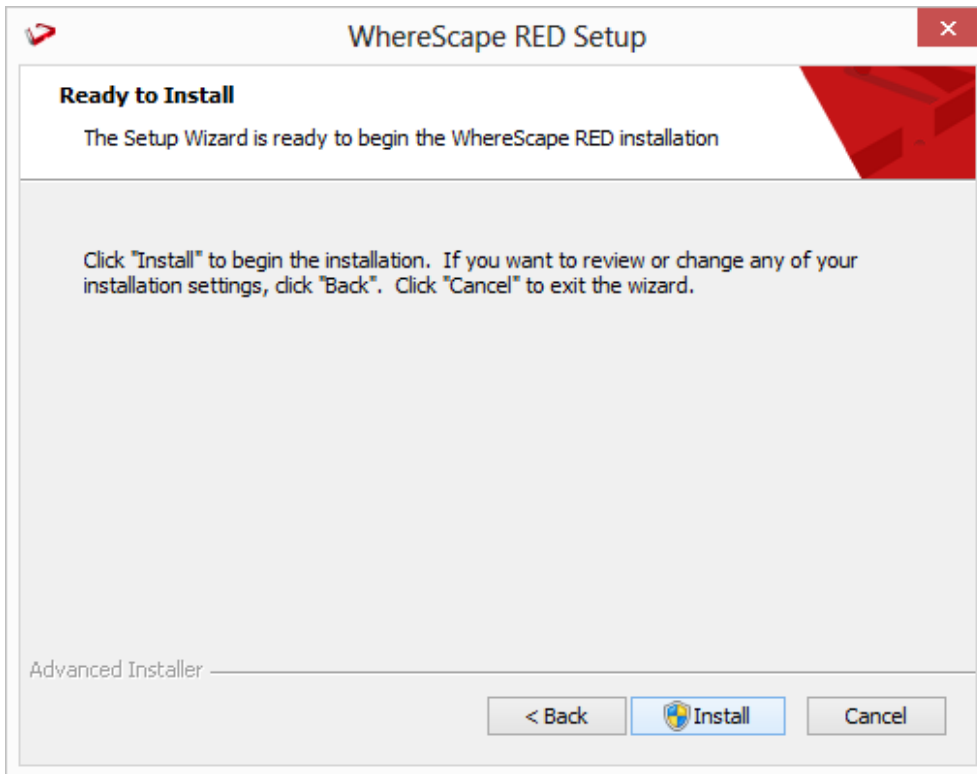 WhereScape RED Setup
Ready to Install
The Setup Wizard is ready to begin the WhereScape RED installation
Click "Install" to begin the installation.  If you want to review or change any of your
installation settings, click "Back".  Click "Cancel" to exit the wizard.
Advanced Installer
< Back
Install
Cancel